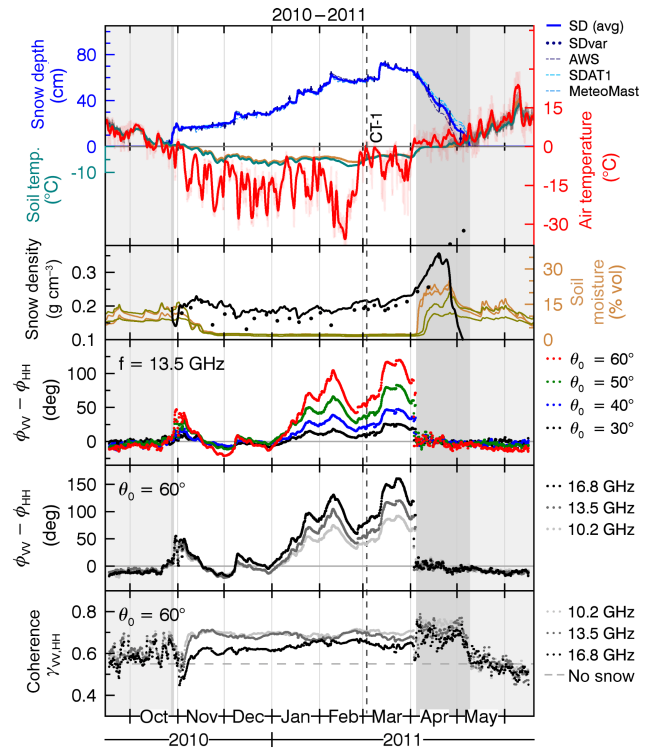 2010−2011
80
40
0
-10
Snow depth
(cm)
Soil temp.
(°C)
CT-1
15
0
-15
-30
Air temperature
(°C)
SD (avg)
SDvar
AWS
SDAT1
MeteoMast
0.3
0.2
0.1
Snow density
(g cm⁻³)
30
15
0
Soil
moisture
(% vol)
f = 13.5 GHz
100
50
0
ϕVV − ϕHH
(deg)
θ0 = 60°
θ0 = 50°
θ0 = 40°
θ0 = 30°
θ0 = 60°
150
100
50
0
ϕVV − ϕHH
(deg)
16.8 GHz
13.5 GHz
10.2 GHz
θ0 = 60°
0.8
0.6
0.4
Coherence
γVV,HH
10.2 GHz
13.5 GHz
16.8 GHz
No snow
Oct Nov Dec Jan Feb Mar Apr May
2010 2011